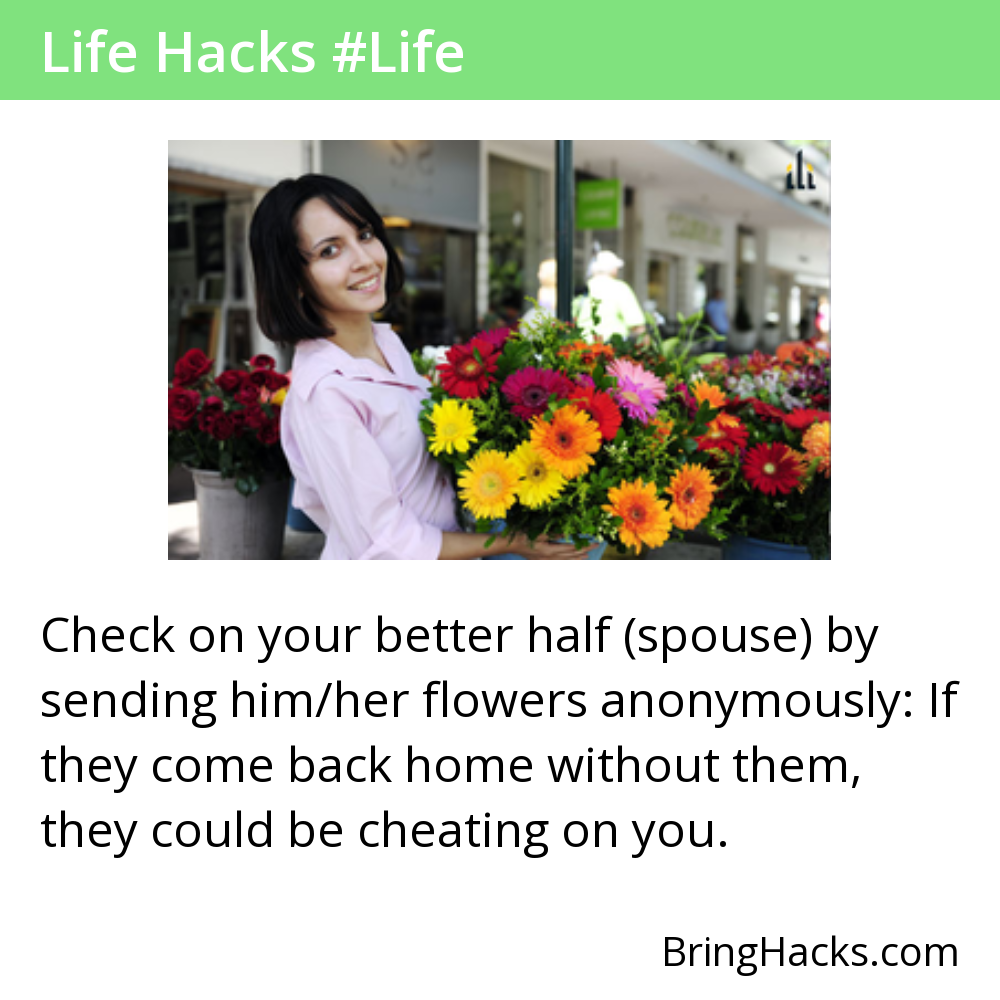 Life Hacks #Life
Check on your better half (spouse) by
sending him/her flowers anonymously: If
they come back home without them,
they could be cheating on you.
BringHacks.com